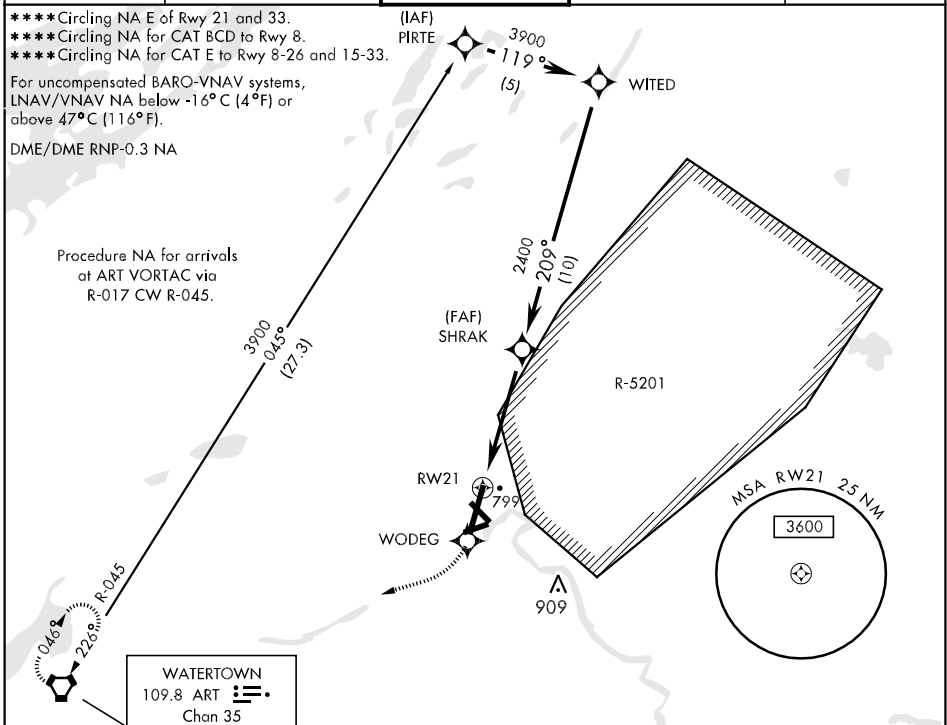 ****Circling NA E of Rwy 21 and 33.
****Circling NA for CAT BCD to Rwy 8.
****Circling NA for CAT E to Rwy 8-26 and 15-33.
For uncompensated BARO-VNAV systems,
LNAV/VNAV NA below -16°C (4°F) or
above 47°C (116°F).
DME/DME RNP-0.3 NA
(IAF)
PIRTE
3900
119°
(5)
WITED
Procedure NA for arrivals
at ART VORTAC via
R-017 CW R-045.
2400
209°
(10)
(FAF)
SHRAK
3900
045°
(27.3)
R-5201
RW21
799
WODEG
909
MSA RW21 25 NM
3600
R-045
046°
226°
WATERTOWN
109.8 ART
Chan 35